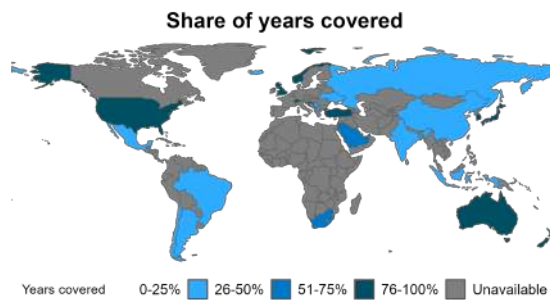 Share of years covered
Years covered 0-25% 26-50% 51-75% 76-100% Unavailable